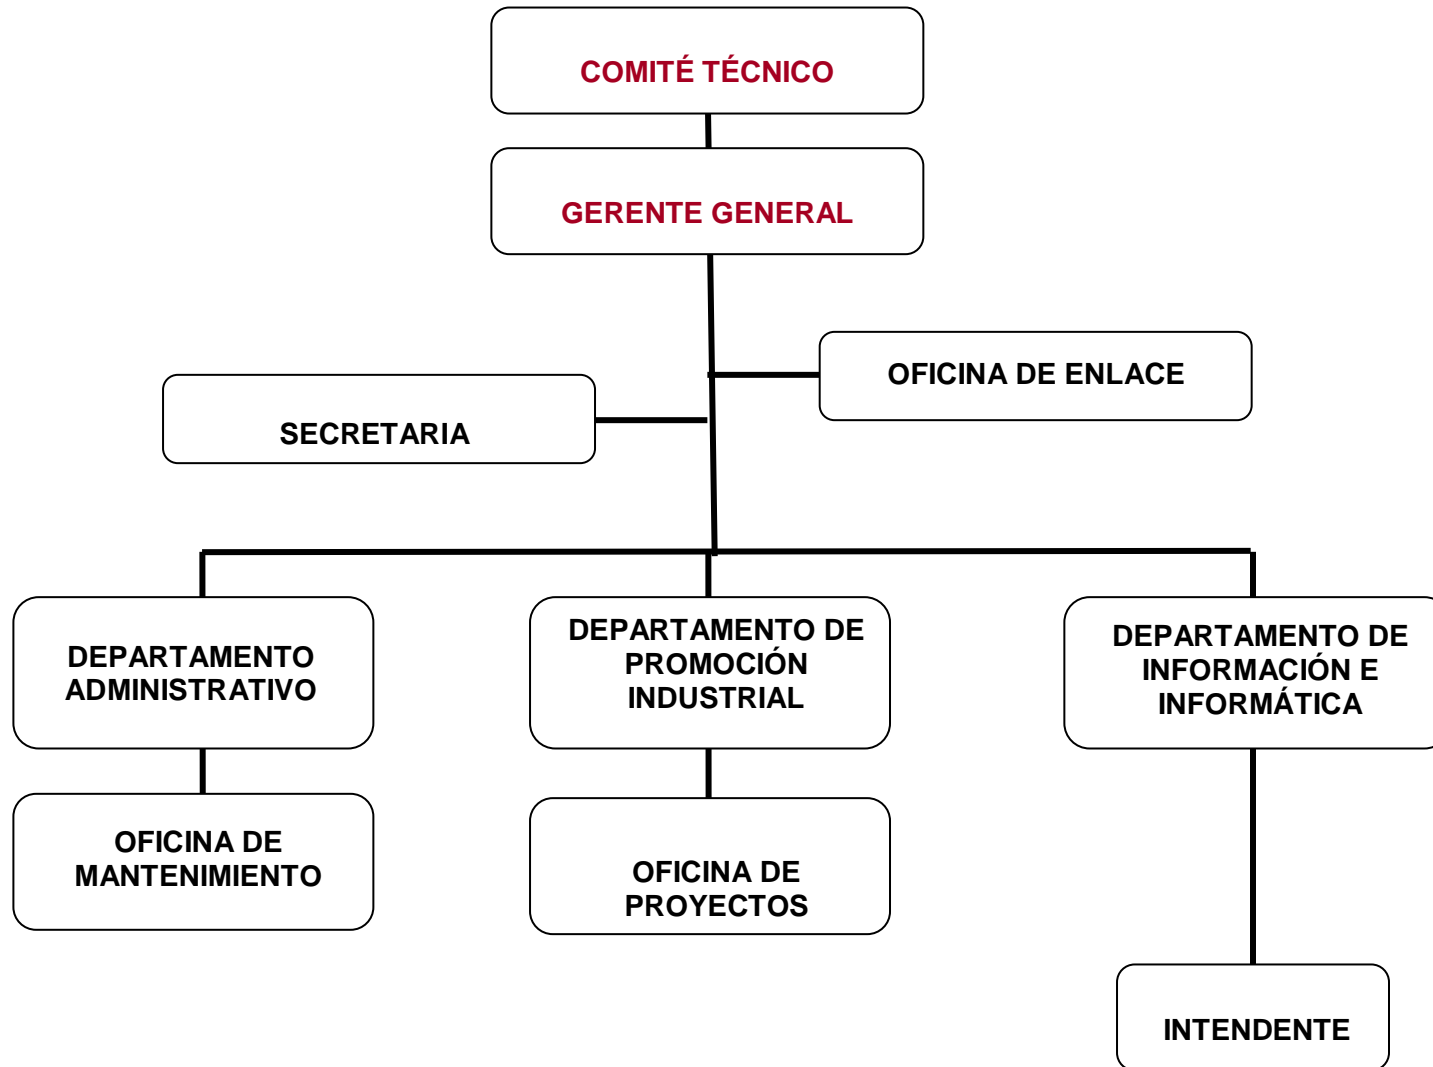 COMITÉ TÉCNICO
GERENTE GENERAL
OFICINA DE ENLACE
SECRETARIA
DEPARTAMENTO
ADMINISTRATIVO
DEPARTAMENTO DE
PROMOCIÓN
INDUSTRIAL
DEPARTAMENTO DE
INFORMACIÓN E
INFORMÁTICA
OFICINA DE
MANTENIMIENTO
OFICINA DE
PROYECTOS
INTENDENTE